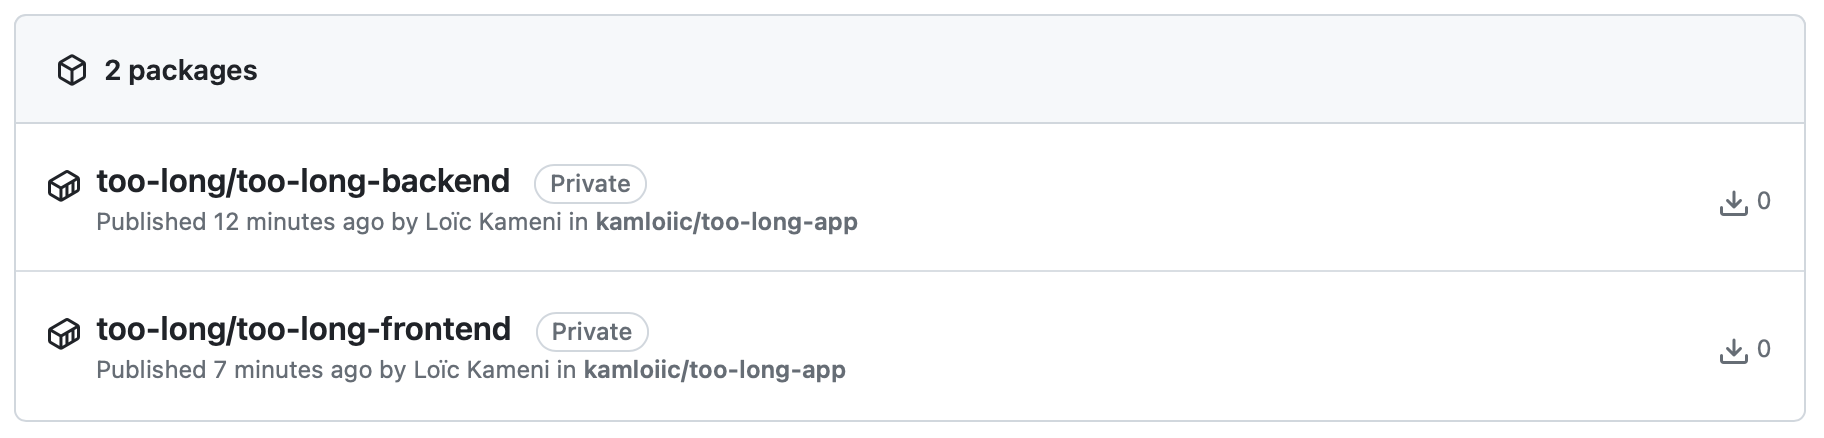 2 packages
too-long/too-long-backend Private
Published 12 minutes ago by Loïc Kameni in kamloiic/too-long-app
0
too-long/too-long-frontend Private
Published 7 minutes ago by Loïc Kameni in kamloiic/too-long-app
0